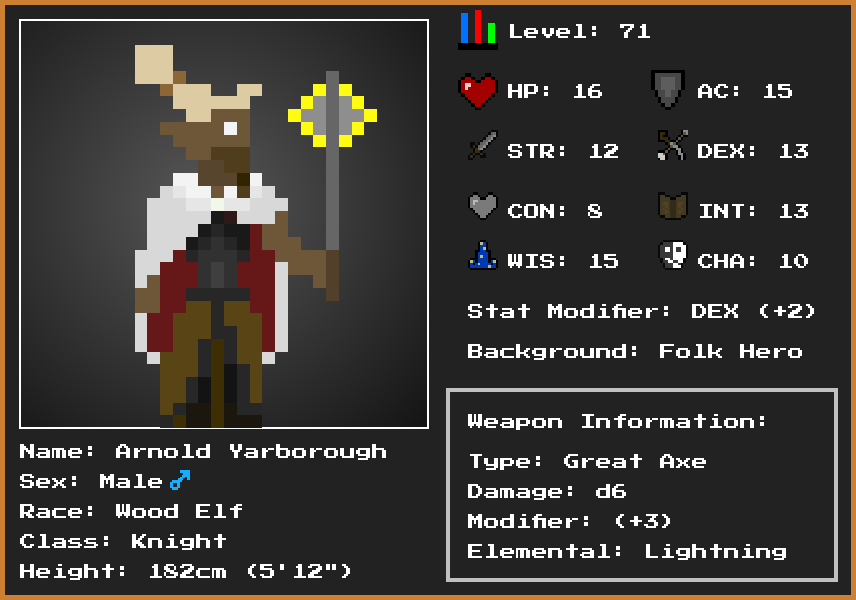 Level: 71
HP: 16 AC: 15
STR: 12 DEX: 13
CON: 8 INT: 13
WIS: 15 CHA: 10
Stat Modifier: DEX (+2)
Background: Folk Hero
Weapon Information:
Type: Great Axe
Damage: d6
Modifier: (+3)
Elemental: Lightning
Name: Arnold Yarborough
Sex: Male ♂
Race: Wood Elf
Class: Knight
Height: 182cm (5'12")